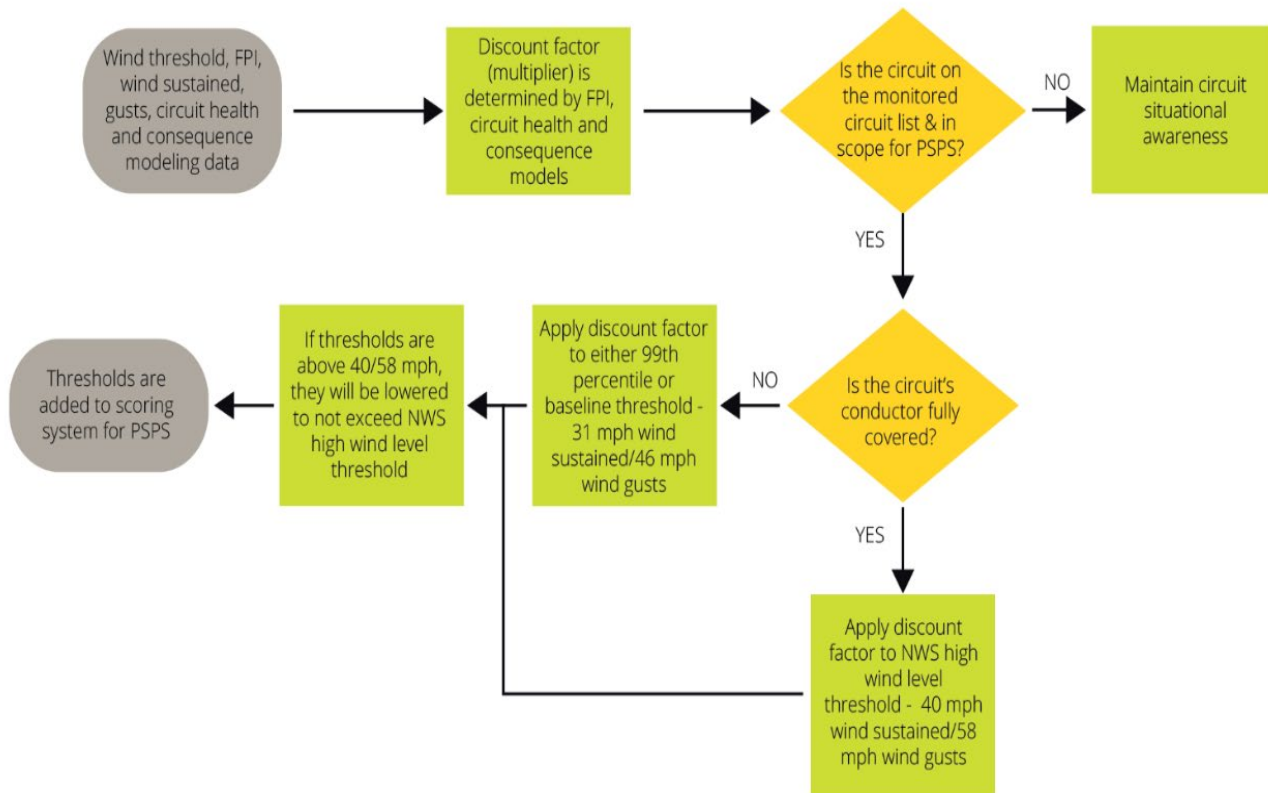 Wind threshold, FPI,
wind sustained,
gusts, circuit health
and consequence
modeling data
Discount factor
(multiplier) is
determined by FPI,
circuit health and
consequence
models
Is the circuit on
the monitored
circuit list & in
scope for PSPS?
NO
Maintain circuit
situational
awareness
YES
Is the circuit’s
conductor fully
covered?
NO
Apply discount factor
to either 99th
percentile or
baseline threshold -
31 mph wind
sustained/46 mph
wind gusts
If thresholds are
above 40/58 mph,
they will be lowered
to not exceed NWS
high wind level
threshold
Thresholds are
added to scoring
system for PSPS
YES
Apply discount
factor to NWS high
wind level
threshold - 40 mph
wind sustained/58
mph wind gusts